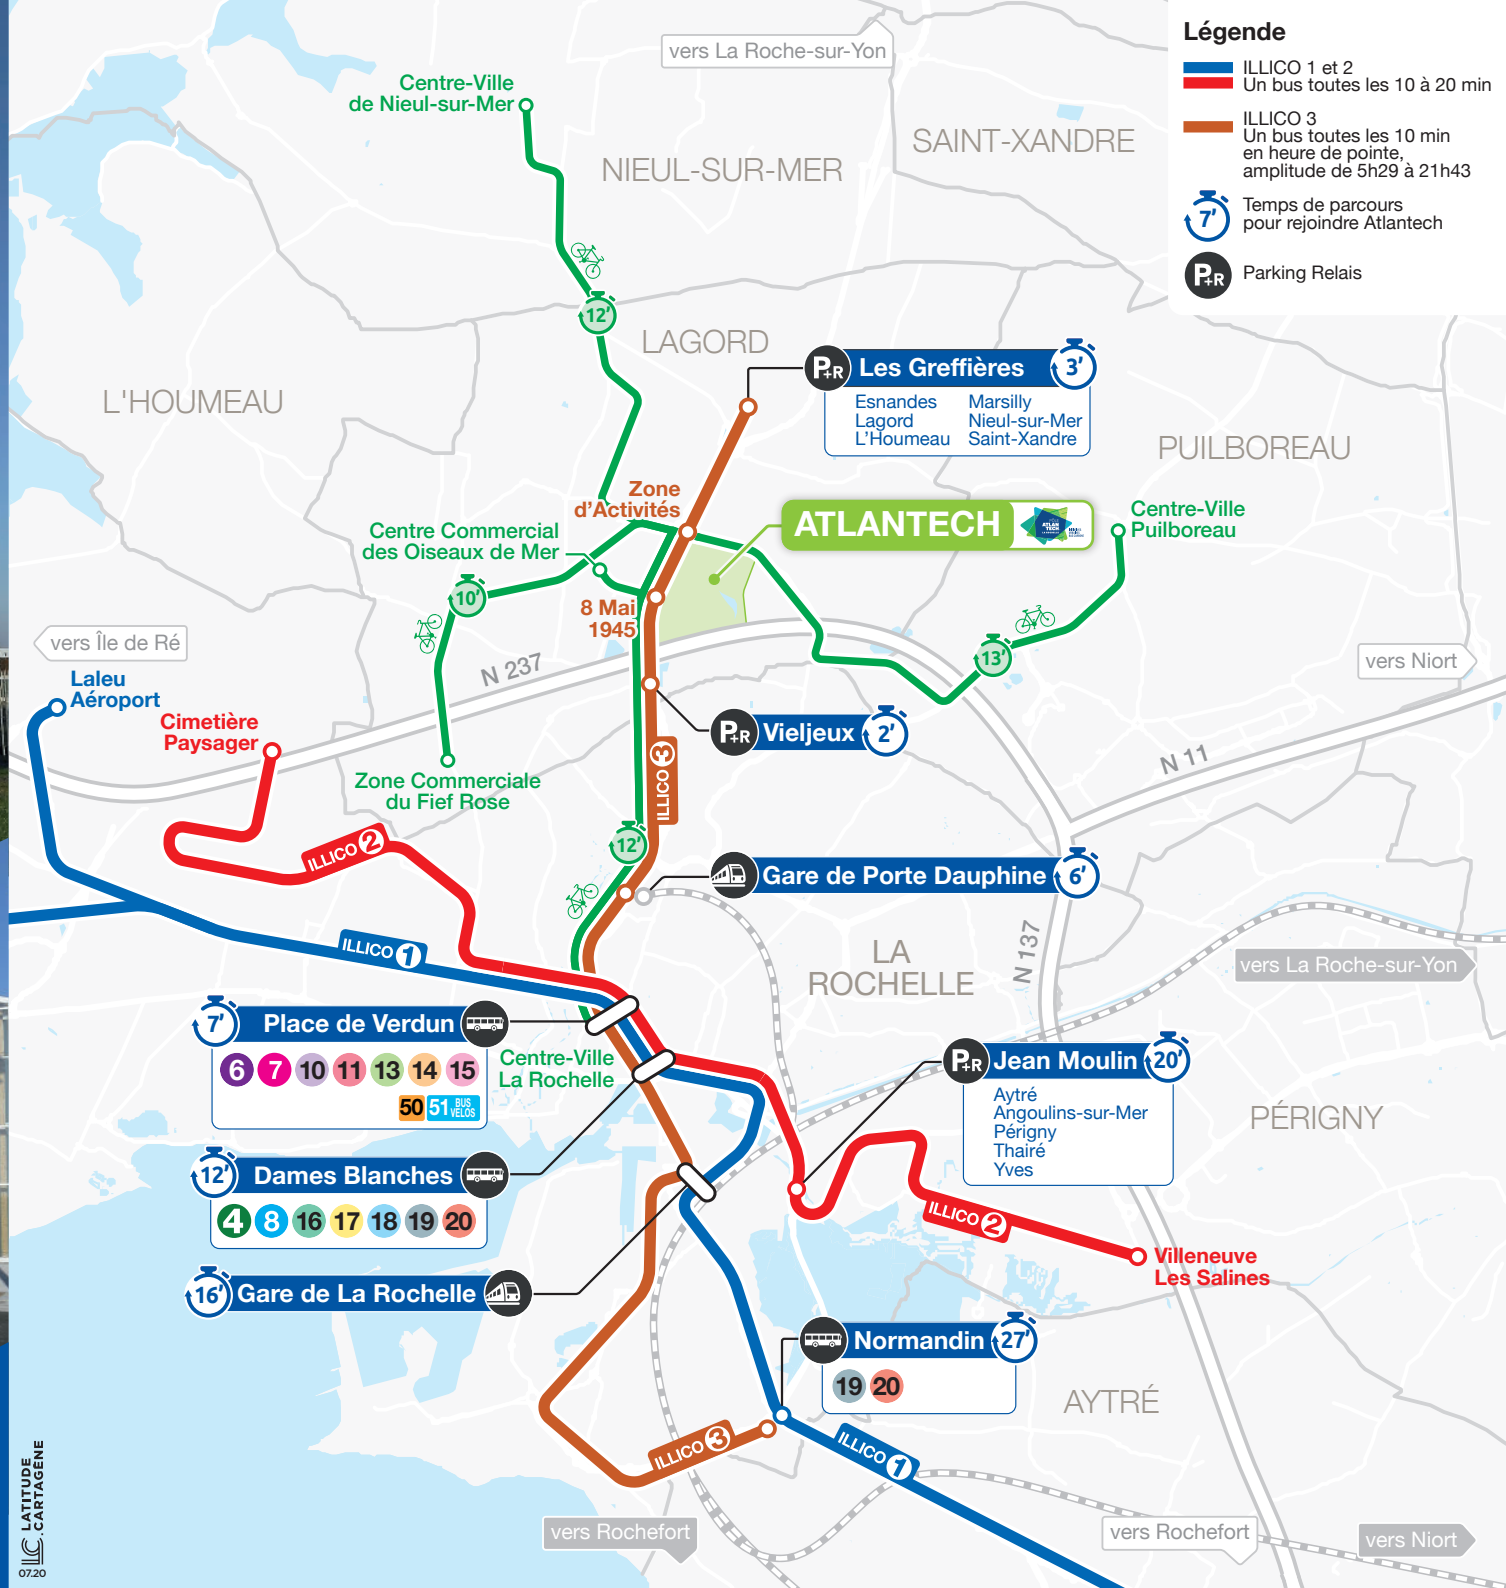 Légende
ILLICO 1 et 2
Un bus toutes les 10 à 20 min
ILLICO 3
Un bus toutes les 10 min
en heure de pointe,
amplitude de 5h29 à 21h43
7'
Temps de parcours
pour rejoindre Atlantech
P+R
Parking Relais
vers La Roche-sur-Yon
Centre-Ville
de Nieul-sur-Mer
SAINT-XANDRE
NIEUL-SUR-MER
12'
LAGORD
L'HOUMEAU
P+R Les Greffières 3'
Esnandes
Lagord
L'Houmeau
Marsilly
Nieul-sur-Mer
Saint-Xandre
PUILBOREAU
Zone
d'Activités
ATLANTECH
ATLAN
TECH
Centre-Ville
Puilboreau
Centre Commercial
des Oiseaux de Mer
10'
8 Mai
1945
13'
vers Île de Ré
N 237
vers Niort
Laleu
Aéroport
Cimetière
Paysager
P+R Vieljeux 2'
N 11
Zone Commerciale
du Fief Rose
ILLICO 3
ILLICO 2
12'
Gare de Porte Dauphine 6'
ILLICO 1
LA
ROCHELLE
N 137
vers La Roche-sur-Yon
7' Place de Verdun
6 7 10 11 13 14 15
50 51 BUS
VÉLOS
Centre-Ville
La Rochelle
P+R Jean Moulin 20'
Aytré
Angoulins-sur-Mer
Périgny
Thairé
Yves
PÉRIGNY
12' Dames Blanches
4 8 16 17 18 19 20
ILLICO 2
Villeneuve
Les Salines
16' Gare de La Rochelle
Normandin 27'
19 20
AYTRÉ
ILLICO 3
ILLICO 1
vers Rochefort
vers Rochefort
vers Niort
LC LATITUDE
CARTAGÈNE
07.20